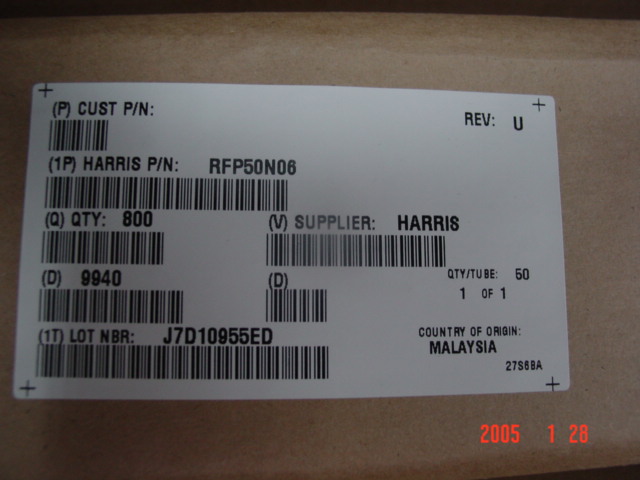 (P) CUST P/N:
REV: U
(1P) HARRIS P/N: RFP50N06
(Q) QTY: 800
(V) SUPPLIER: HARRIS
(D) 9940
(D)
QTY/TUBE: 50
1 OF 1
(1T) LOT NBR: J7D10955ED
COUNTRY OF ORIGIN:
MALAYSIA
27S6BA
2005 1 28